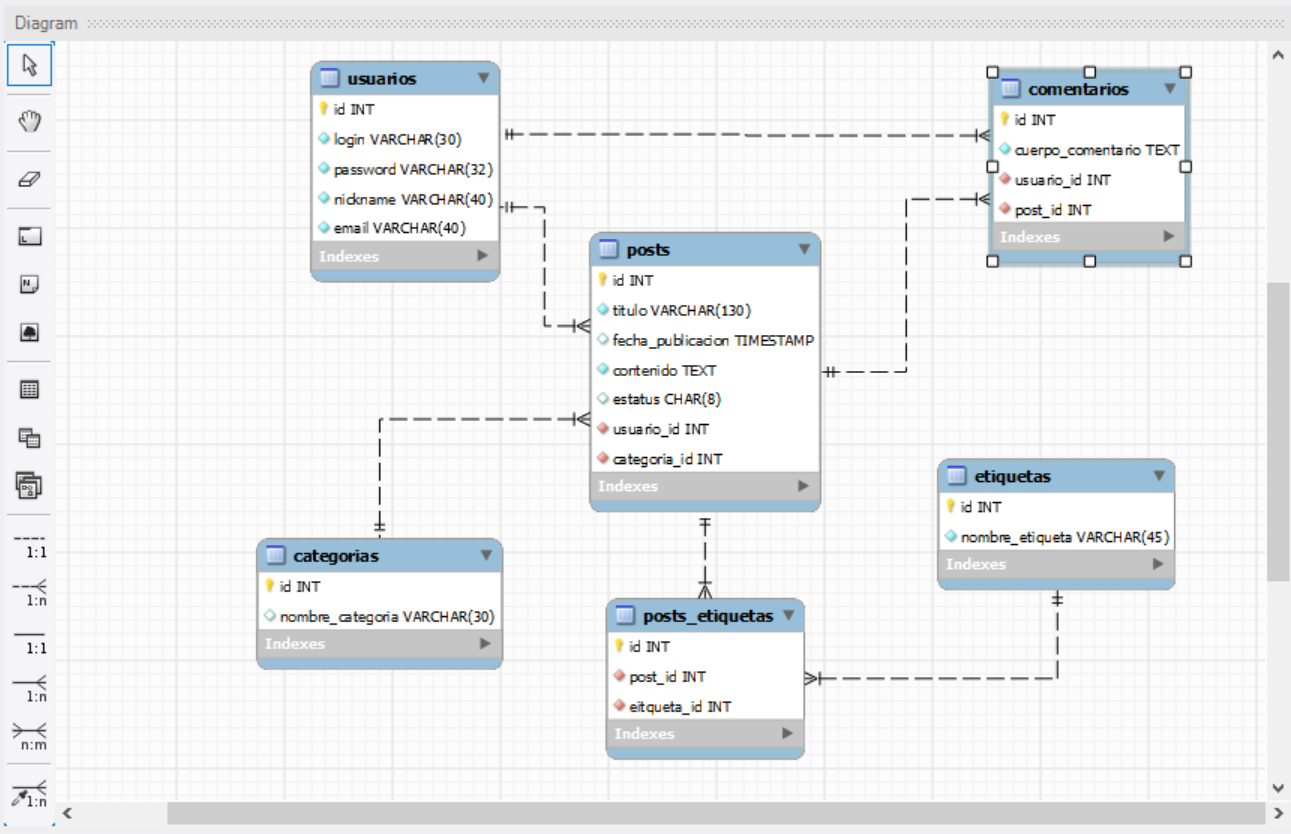 Diagram
1:1
1:n
1:1
1:n
n:m
1:n
usuarios
id INT
login VARCHAR(30)
password VARCHAR(32)
nickname VARCHAR(40)
email VARCHAR(40)
Indexes
comentarios
id INT
cuerpo_comentario TEXT
usuario_id INT
post_id INT
Indexes
posts
id INT
titulo VARCHAR(130)
fecha_publicacion TIMESTAMP
contenido TEXT
estatus CHAR(8)
usuario_id INT
categoria_id INT
Indexes
categorias
id INT
nombre_categoria VARCHAR(30)
Indexes
etiquetas
id INT
nombre_etiqueta VARCHAR(45)
Indexes
posts_etiquetas
id INT
post_id INT
eitqueta_id INT
Indexes